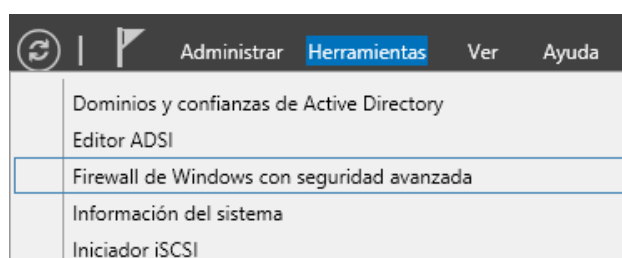 Administrar Herramientas Ver Ayuda
Dominios y confianzas de Active Directory
Editor ADSI
Firewall de Windows con seguridad avanzada
Información del sistema
Iniciador iSCSI